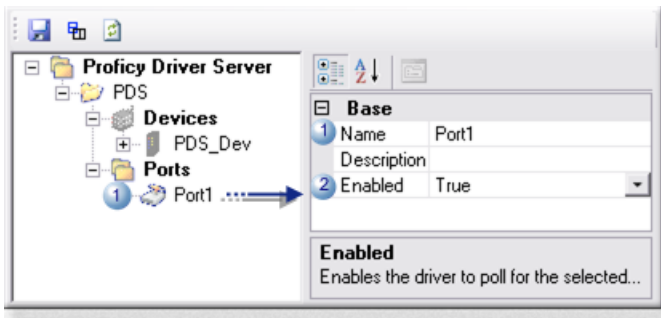 Proficy Driver Server
PDS
Devices
PDS_Dev
Ports
1 Port1
A Z
Base
1 Name Port1
Description
2 Enabled True
Enabled
Enables the driver to poll for the selected...